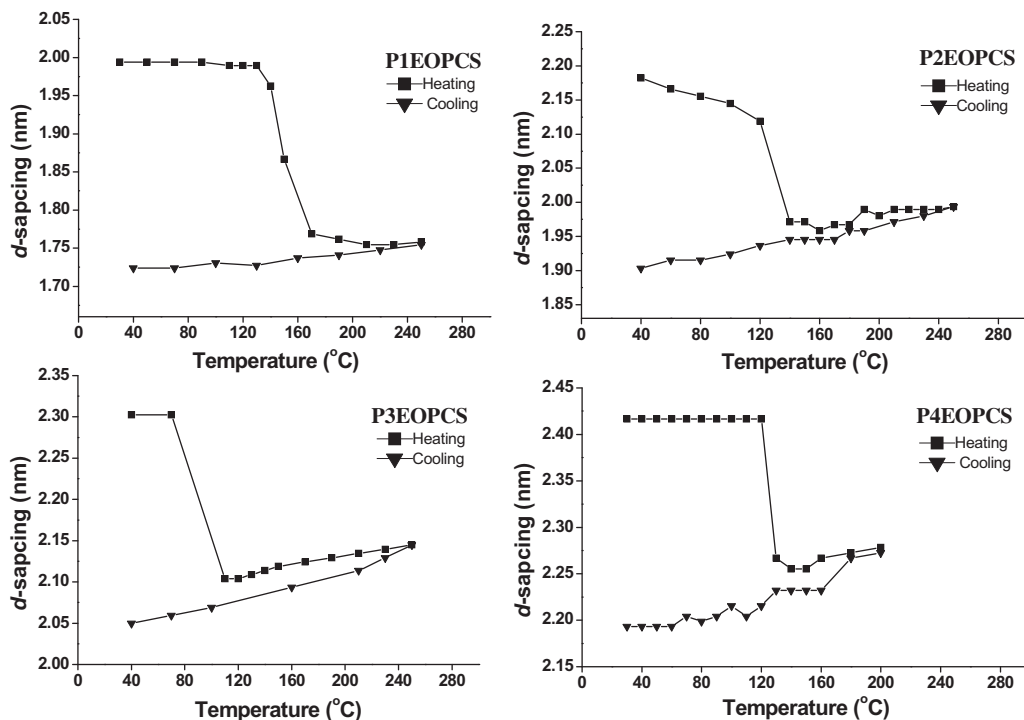 P1EOPCS
Heating
Cooling
d-sapcing (nm)
2.05
2.00
1.95
1.90
1.85
1.80
1.75
1.70
0 40 80 120 160 200 240 280
Temperature (°C)
P2EOPCS
Heating
Cooling
d-sapcing (nm)
2.25
2.20
2.15
2.10
2.05
2.00
1.95
1.90
1.85
0 40 80 120 160 200 240 280
Temperature (°C)
P3EOPCS
Heating
Cooling
d-sapcing (nm)
2.35
2.30
2.25
2.20
2.15
2.10
2.05
2.00
0 40 80 120 160 200 240 280
Temperature (°C)
P4EOPCS
Heating
Cooling
d-sapcing (nm)
2.45
2.40
2.35
2.30
2.25
2.20
2.15
0 40 80 120 160 200 240 280
Temperature (°C)